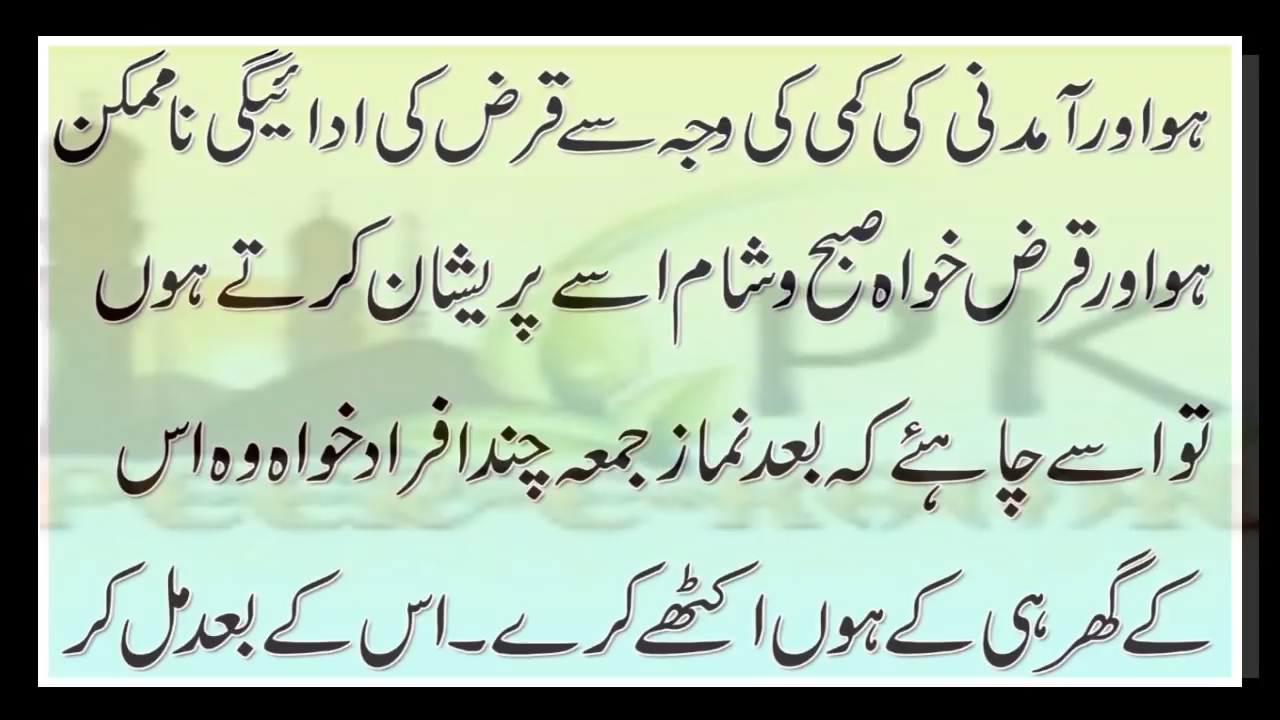 ہو اور آمدنی کی کمی کی وجہ سے قرض کی ادائیگی ناممکن
ہو اور قرض خواہ صبح و شام اسے پریشان کرتے ہوں
تو اسے چاہئے کہ بعد نماز جمعہ چند افراد خواہ وہ اس
کے گھر ہی کے ہوں اکٹھے کرے۔ اس کے بعد مل کر
PK